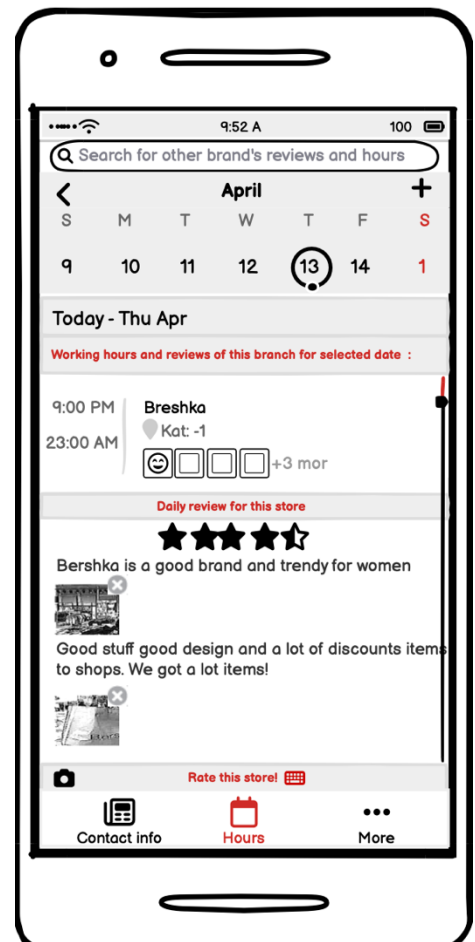 9:52 A 100
Search for other brand's reviews and hours
April
S M T W T F S
9 10 11 12 13 14 1
Today - Thu Apr
Working hours and reviews of this branch for selected date :
9:00 PM Breshka
Kat: -1
23:00 AM
+3 mor
Daily review for this store
Bershka is a good brand and trendy for women
Good stuff good design and a lot of discounts items
to shops. We got a lot items!
Rate this store!
Contact info Hours More